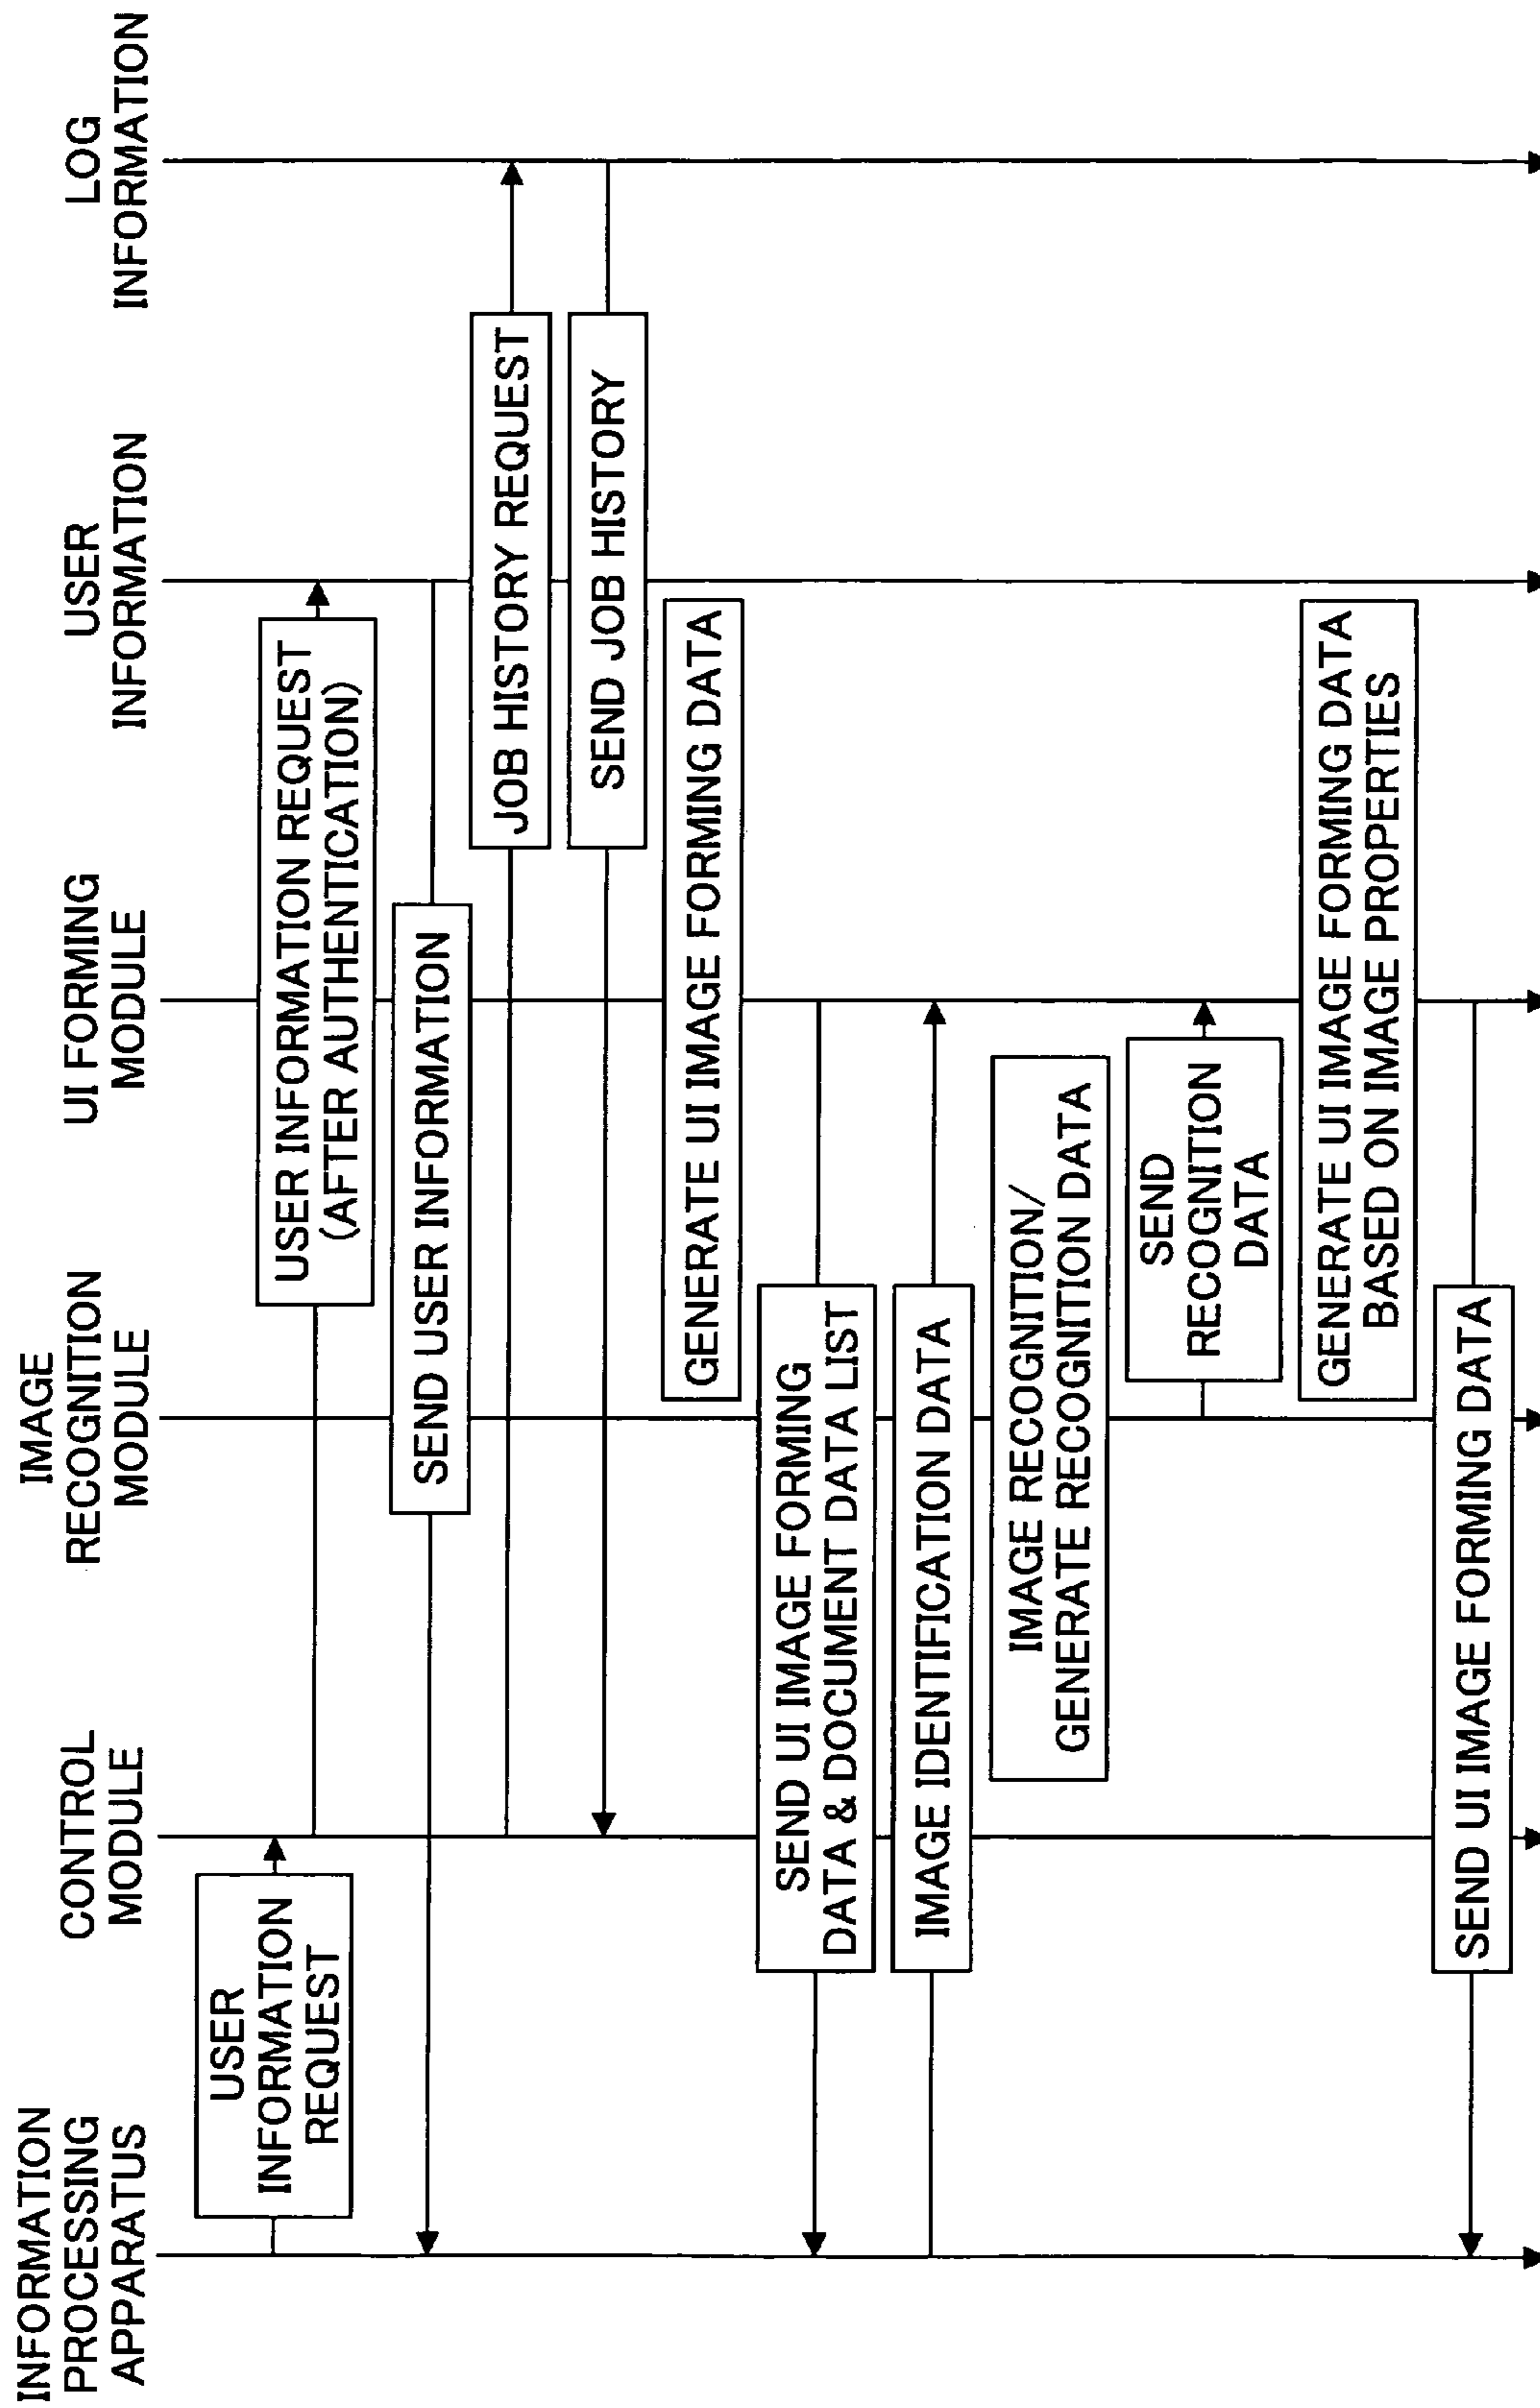 INFORMATION
PROCESSING
APPARATUS
CONTROL
MODULE
IMAGE
RECOGNITION
MODULE
UI FORMING
MODULE
USER
INFORMATION
LOG
INFORMATION
USER
INFORMATION
REQUEST
USER INFORMATION REQUEST
(AFTER AUTHENTICATION)
SEND USER INFORMATION
JOB HISTORY REQUEST
SEND JOB HISTORY
GENERATE UI IMAGE FORMING DATA
SEND UI IMAGE FORMING
DATA & DOCUMENT DATA LIST
IMAGE IDENTIFICATION DATA
IMAGE RECOGNITION/
GENERATE RECOGNITION DATA
SEND
RECOGNITION
DATA
GENERATE UI IMAGE FORMING DATA
BASED ON IMAGE PROPERTIES
SEND UI IMAGE FORMING DATA